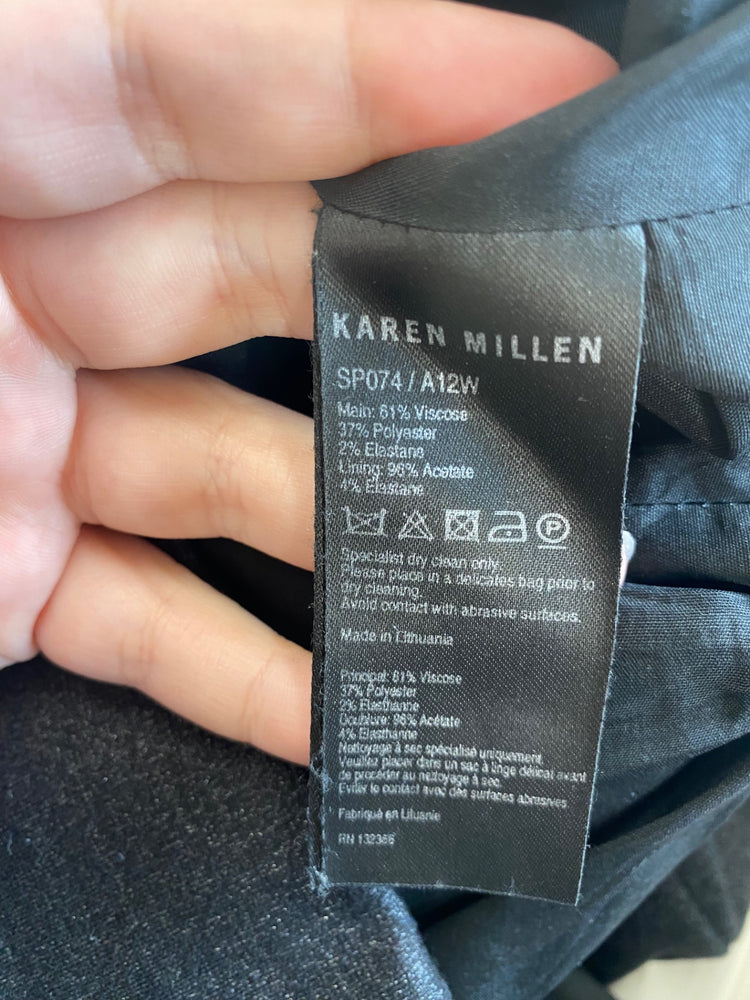 KAREN MILLEN
SP074 / A12W
Main: 61% Viscose
37% Polyester
2% Elastane
Lining: 96% Acetate
4% Elastane
P
Specialist dry clean only.
Please place in a delicates bag prior to
dry cleaning.
Avoid contact with abrasive surfaces.
Made in Lithuania
Principal: 61% Viscose
37% Polyester
2% Elasthanne
Doublure: 96% Acétate
4% Elasthanne
Nettoyage à sec spécialisé uniquement.
Veuillez placer dans un sac à linge délicat avant
de procéder au nettoyage à sec.
Eviter le contact avec des surfaces abrasives
Fabriqué en Lituanie
RN 132366